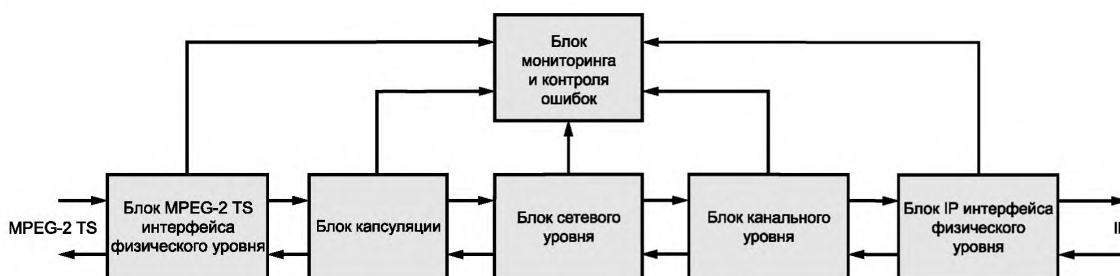 Блок
мониторинга
и контроля
ошибок
MPEG-2 TS
Блок MPEG-2 TS
интерфейса
физического уровня
Блок капсуляции
Блок сетевого
уровня
Блок канального
уровня
Блок IP интерфейса
физического
уровня